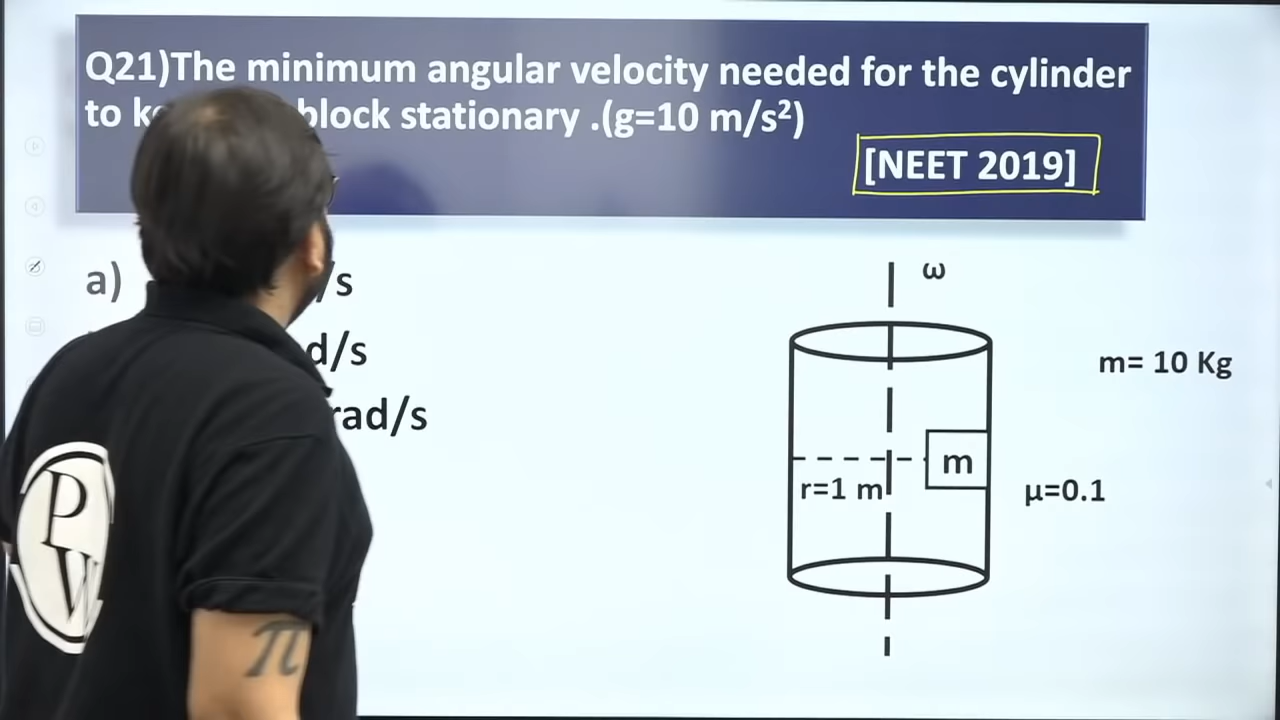 Q21)The minimum angular velocity needed for the cylinder
to block stationary .(g=10 m/s²)
[NEET 2019]
a) /s
ω
d/s
m= 10 Kg
rad/s
m
r=1 m
μ=0.1
P
W
π